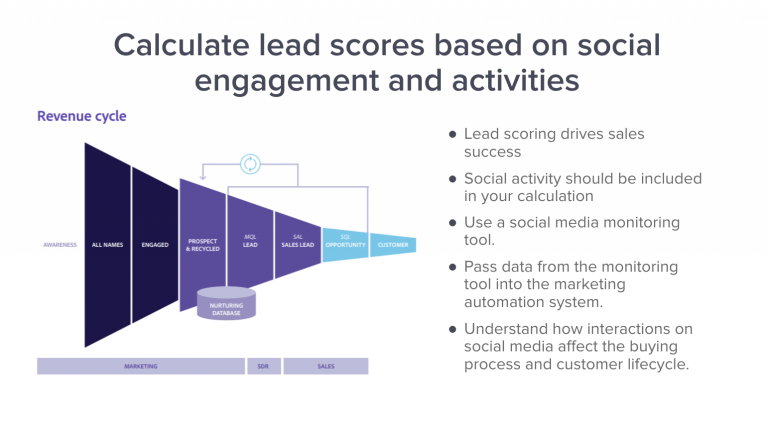 Calculate lead scores based on social
engagement and activities
Revenue cycle
AWARENESS
ALL NAMES
ENGAGED
PROSPECT
& RECYCLED
MQL
LEAD
SAL
SALES LEAD
SQL
OPPORTUNITY
CUSTOMER
NURTURING
DATABASE
MARKETING
SDR
SALES
● Lead scoring drives sales
success
● Social activity should be included
in your calculation
● Use a social media monitoring
tool.
● Pass data from the monitoring
tool into the marketing
automation system.
● Understand how interactions on
social media affect the buying
process and customer lifecycle.